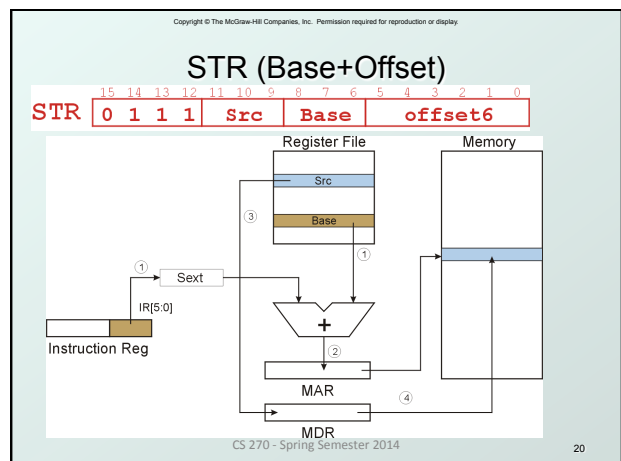 Copyright © The McGraw-Hill Companies, Inc. Permission required for reproduction or display.
STR (Base+Offset)
15 14 13 12 11 10 9 8 7 6 5 4 3 2 1 0
STR 0 1 1 1 Src Base offset6
Register File Memory
Src
③
Base
①
① Sext
IR[5:0]
+
Instruction Reg
②
MAR
④
MDR
CS 270 - Spring Semester 2014
20